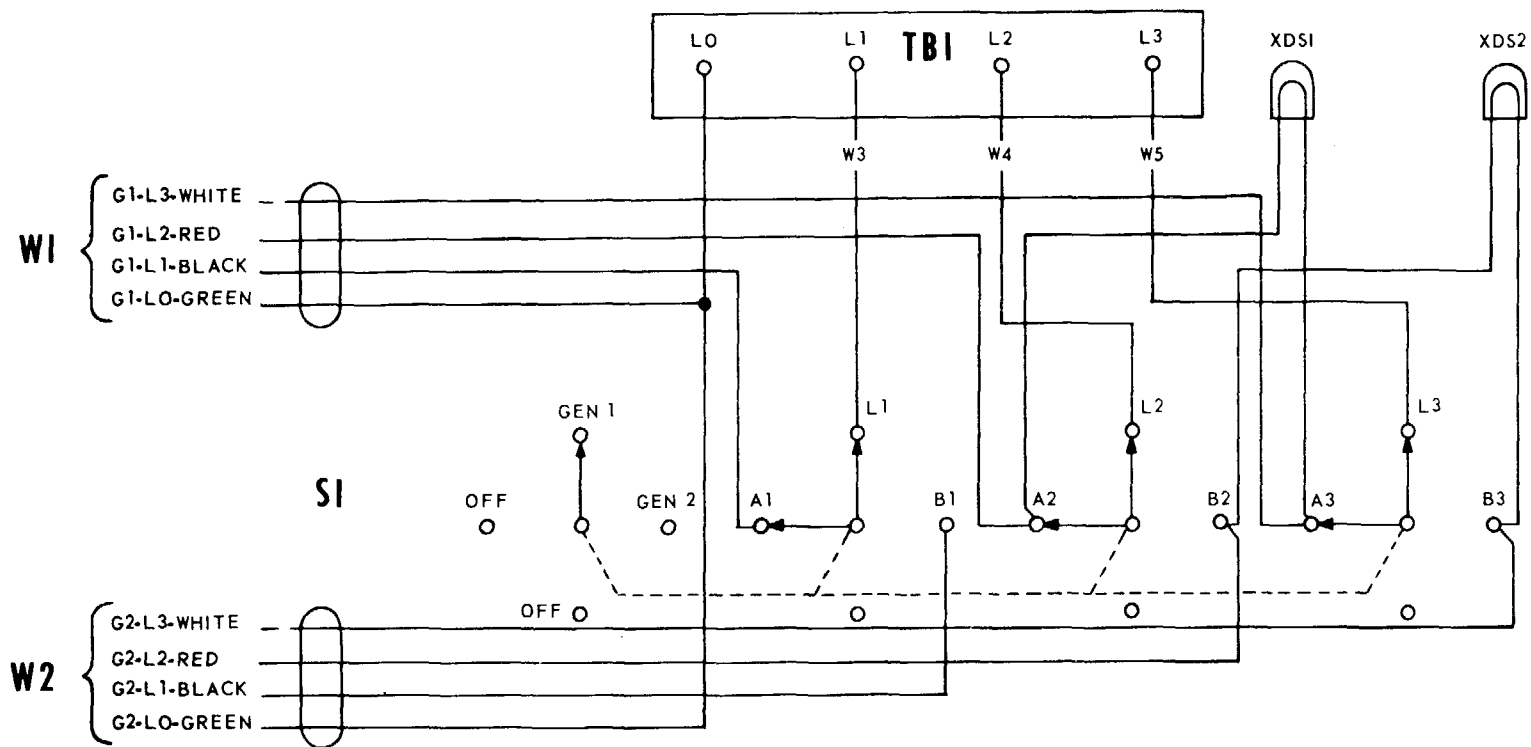 L0 L1 TB1 L2 L3 XDS1 XDS2
W3 W4 W5
W1
G1-L3-WHITE
G1-L2-RED
G1-L1-BLACK
G1-L0-GREEN
GEN 1 L1 L2 L3
S1 OFF GEN 2 A1 B1 A2 B2 A3 B3
OFF
W2
G2-L3-WHITE
G2-L2-RED
G2-L1-BLACK
G2-L0-GREEN